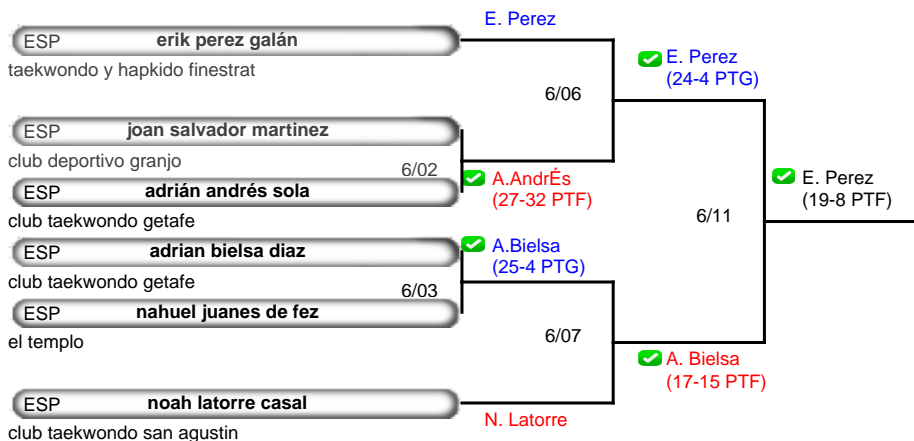 ESP erik perez galán
taekwondo y hapkido finestrat
E. Perez
6/06
E. Perez
(24-4 PTG)
ESP joan salvador martinez
club deportivo granjo
6/02
ESP adrián andrés sola
club taekwondo getafe
A.AndrÉs
(27-32 PTF)
6/11
E. Perez
(19-8 PTF)
ESP adrian bielsa diaz
club taekwondo getafe
A.Bielsa
(25-4 PTG)
6/03
ESP nahuel juanes de fez
el templo
6/07
A. Bielsa
(17-15 PTF)
ESP noah latorre casal
club taekwondo san agustin
N. Latorre